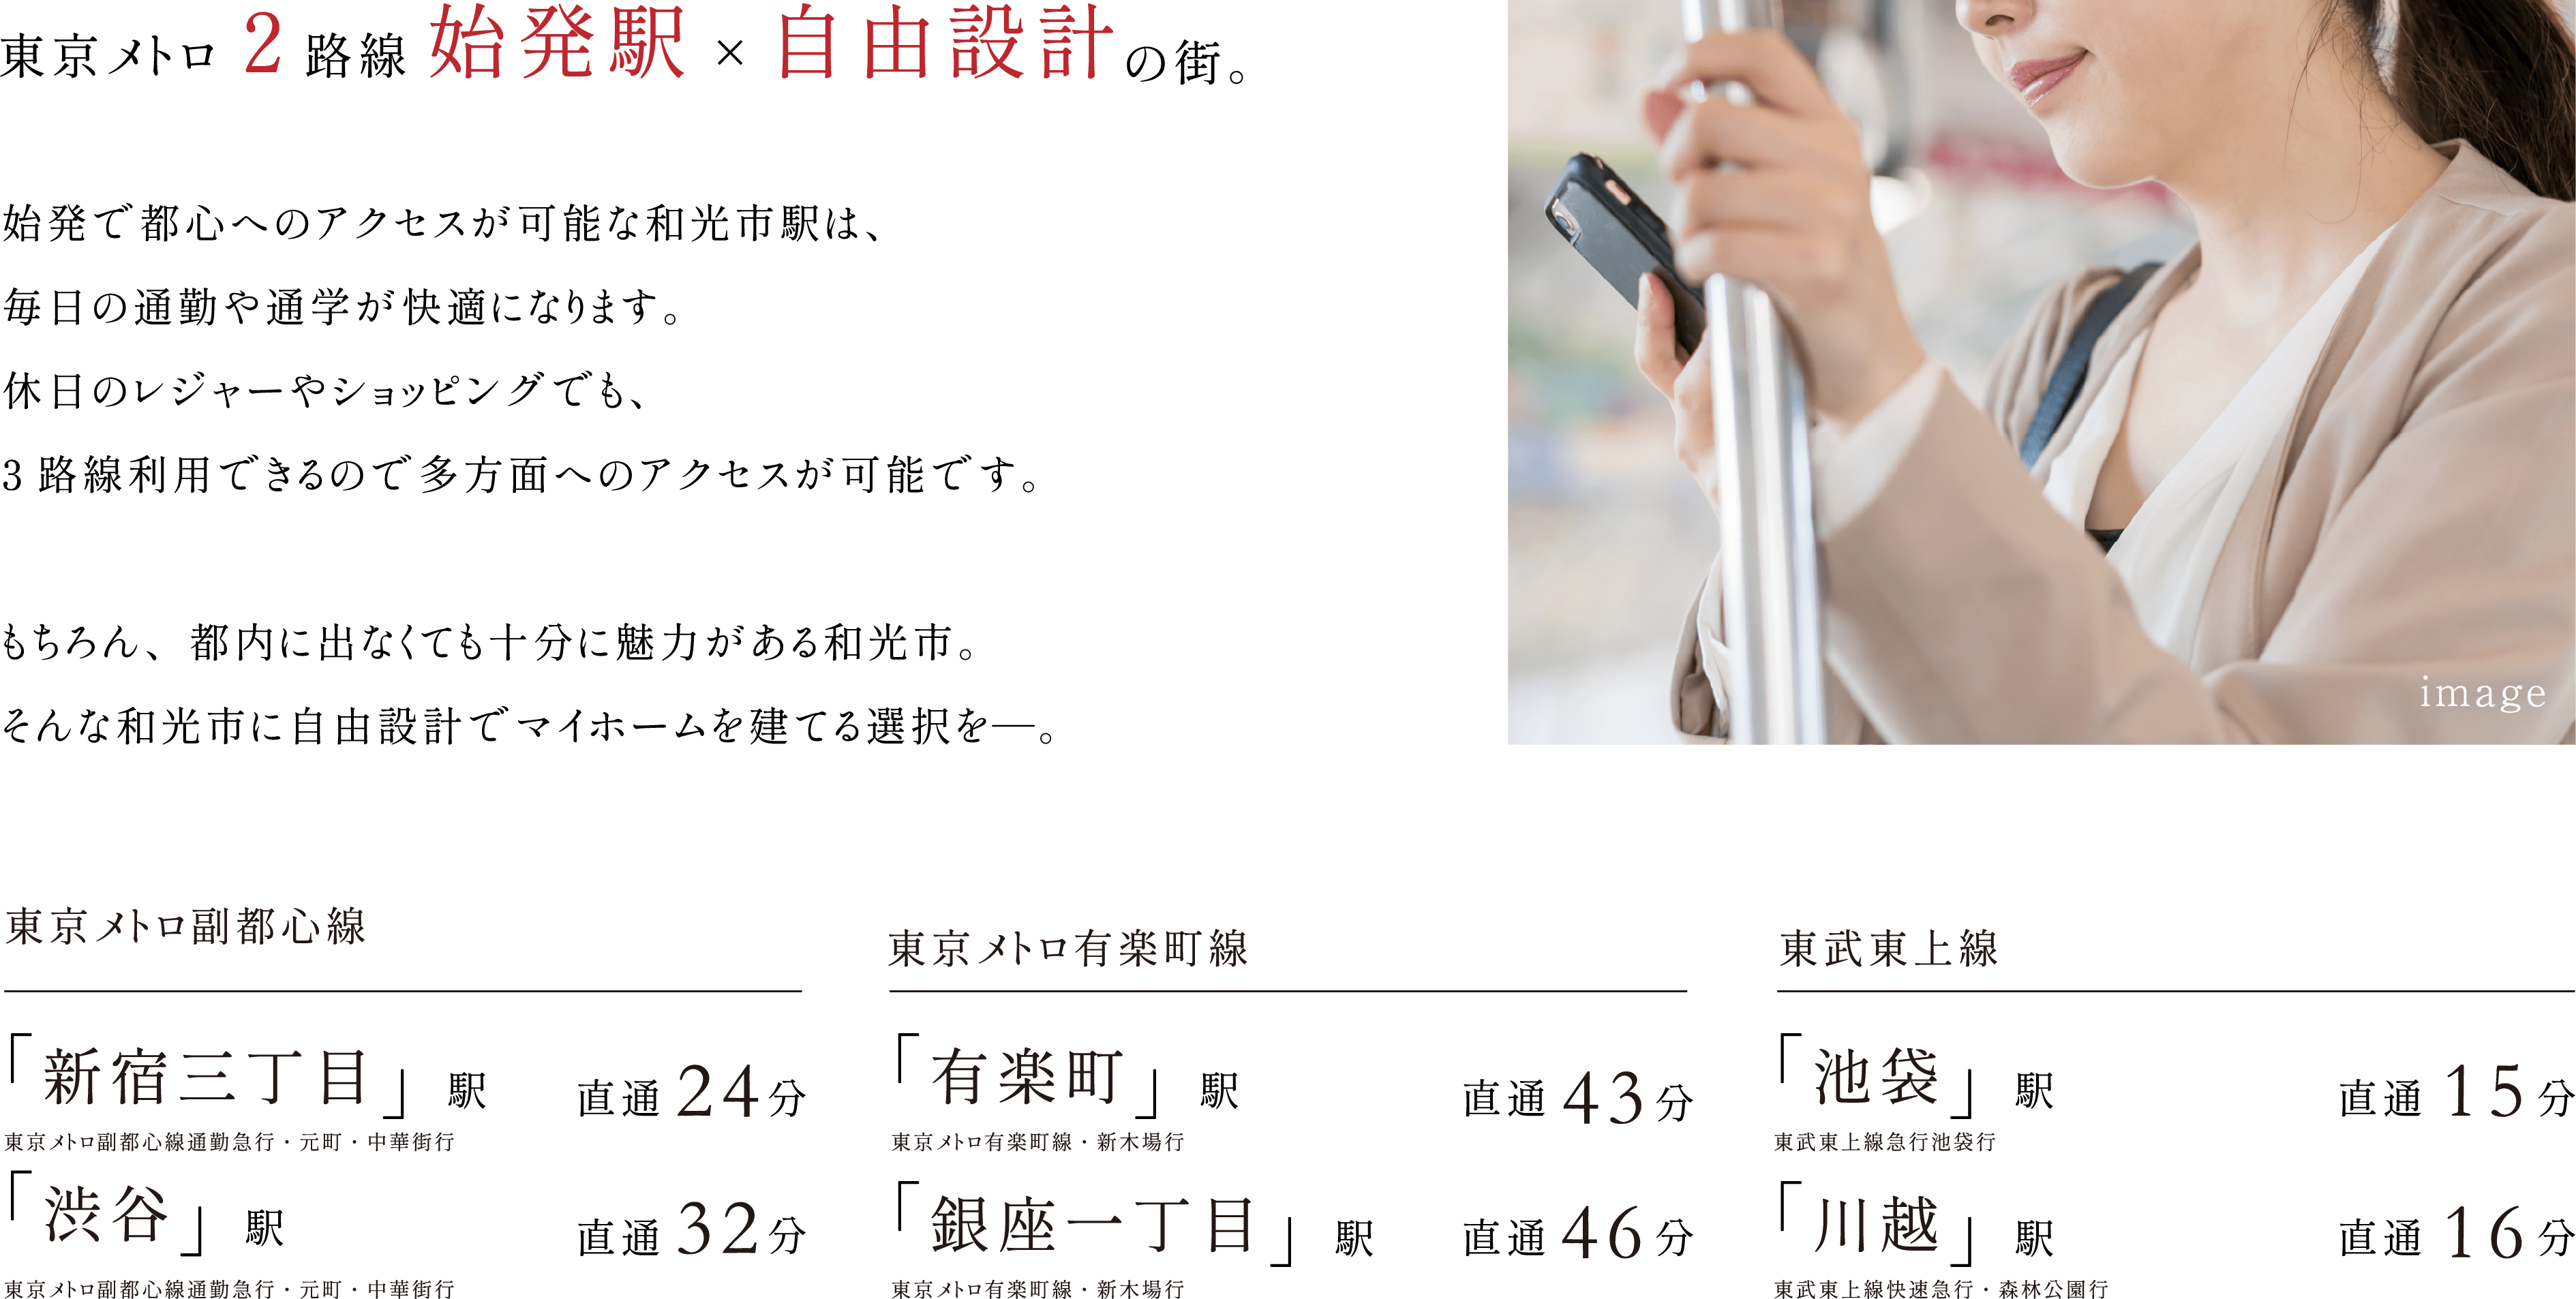 東京メトロ 2 路線 始発駅 × 自由設計の街。
始発で都心へのアクセスが可能な和光市駅は、
毎日の通勤や通学が快適になります。
休日のレジャーやショッピングでも、
3 路線利用できるので多方面へのアクセスが可能です。
もちろん、都内に出なくても十分に魅力がある和光市。
そんな和光市に自由設計でマイホームを建てる選択を―。
image
東京メトロ副都心線
「新宿三丁目」駅 直通 24 分
東京メトロ副都心線通勤急行・元町・中華街行
「渋谷」駅 直通 32 分
東京メトロ副都心線通勤急行・元町・中華街行
東京メトロ有楽町線
「有楽町」駅 直通 43 分
東京メトロ有楽町線・新木場行
「銀座一丁目」駅 直通 46 分
東京メトロ有楽町線・新木場行
東武東上線
「池袋」駅 直通 15 分
東武東上線急行池袋行
「川越」駅 直通 16 分
東武東上線快速急行・森林公園行